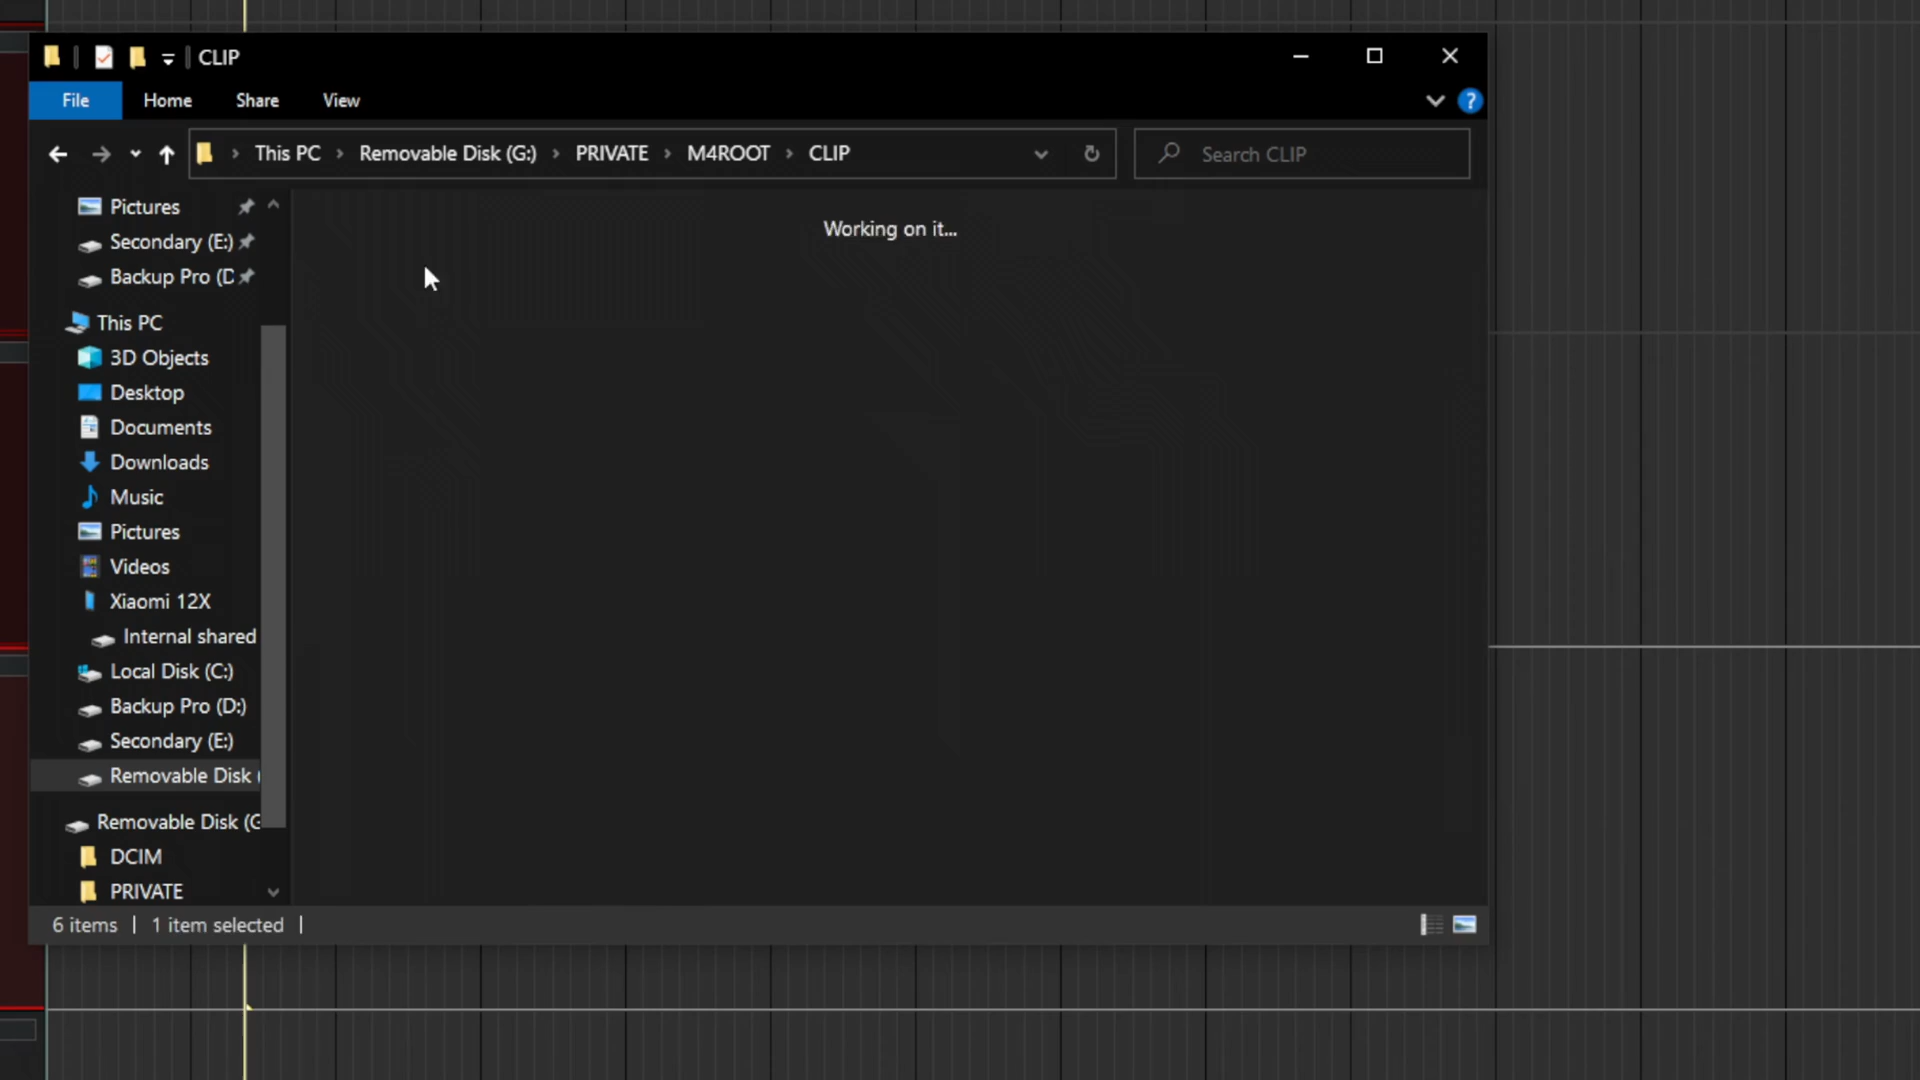 CLIP
File
Home
Share
View
This PC
Removable Disk (G:)
PRIVATE
M4ROOT
CLIP
Search CLIP
Pictures
Secondary (E:)
Backup Pro (D
This PC
3D Objects
Desktop
Documents
Downloads
Music
Pictures
Videos
Xiaomi 12X
Internal shared
Local Disk (C:)
Backup Pro (D:)
Secondary (E:)
Removable Disk (
Removable Disk (G
DCIM
PRIVATE
Working on it...
6 items
1 item selected